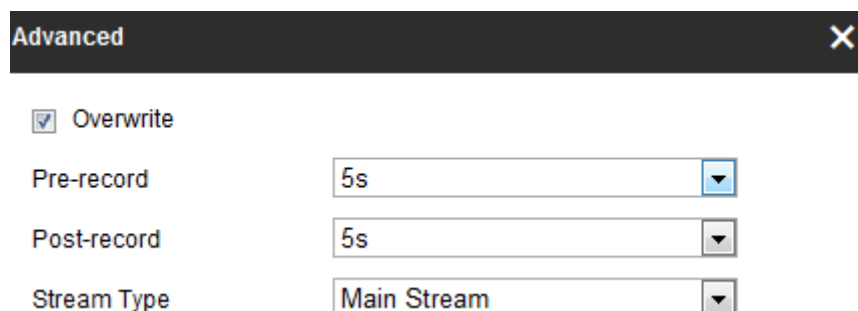 Advanced
Overwrite
Pre-record 5s
Post-record 5s
Stream Type Main Stream